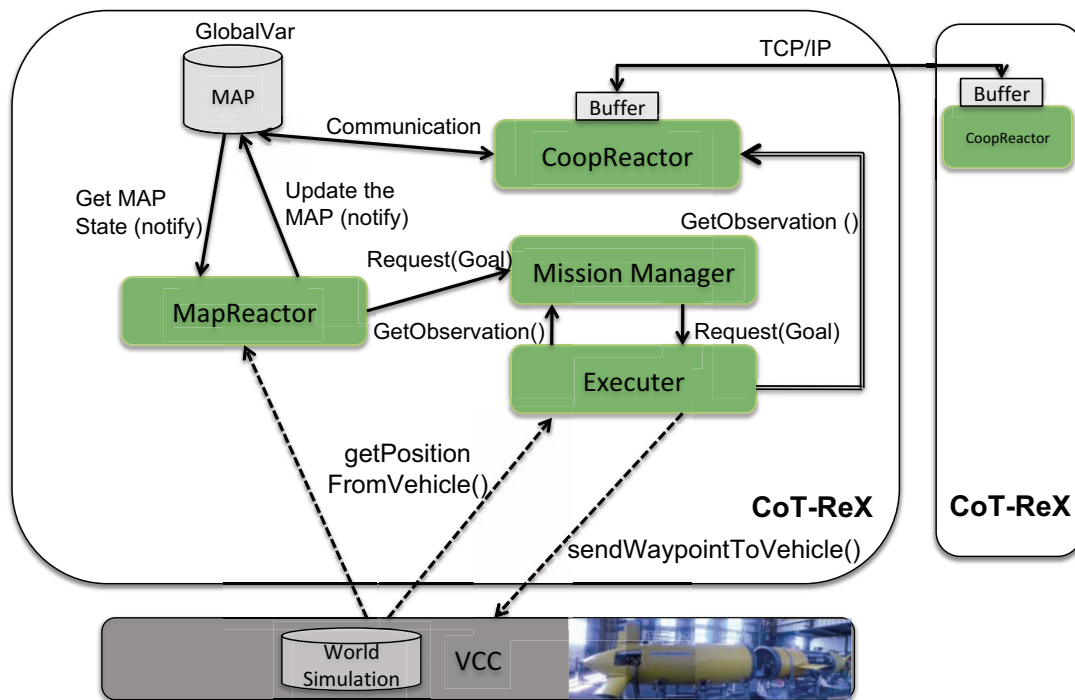 GlobalVar
MAP
TCP/IP
Buffer
Buffer
Communication
CoopReactor
CoopReactor
Get MAP
State (notify)
Update the
MAP (notify)
GetObservation ()
Request(Goal)
Mission Manager
MapReactor
GetObservation()
Request(Goal)
Executer
getPosition
FromVehicle()
CoT-ReX
CoT-ReX
sendWaypointToVehicle()
World
Simulation
VCC